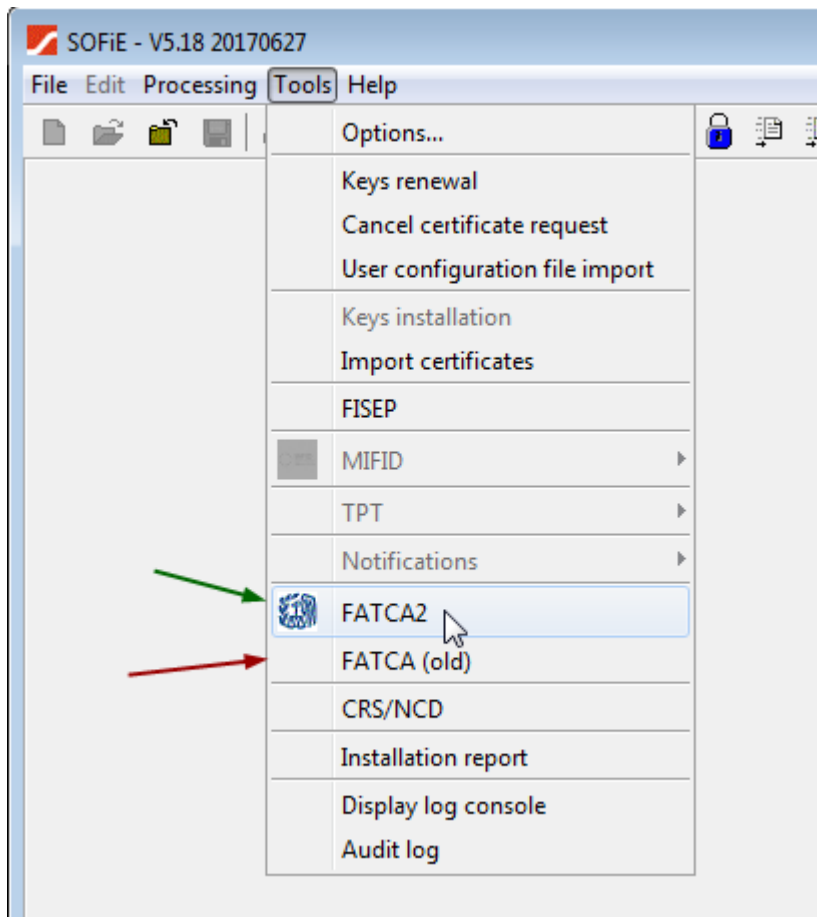 SOFiE - V5.18 20170627
File Edit Processing Tools Help
Options...
Keys renewal
Cancel certificate request
User configuration file import
Keys installation
Import certificates
FISEP
MIFID
TPT
Notifications
FATCA2
FATCA (old)
CRS/NCD
Installation report
Display log console
Audit log